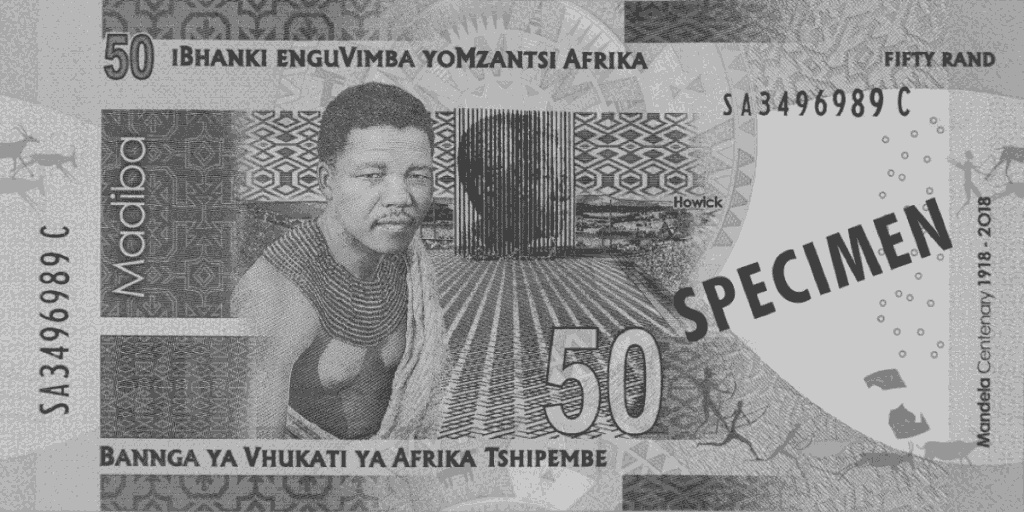 50
IBHANKI ENGUVIMBA YOMZANTSI AFRIKA
FIFTY RAND
SA3496989 C
Madiba
Howick
SPECIMEN
SA3496989 C
50
Mandela Centenary 1918 - 2018
BANNGA YA VHUKATI YA AFRIKA TSHIPEMBE